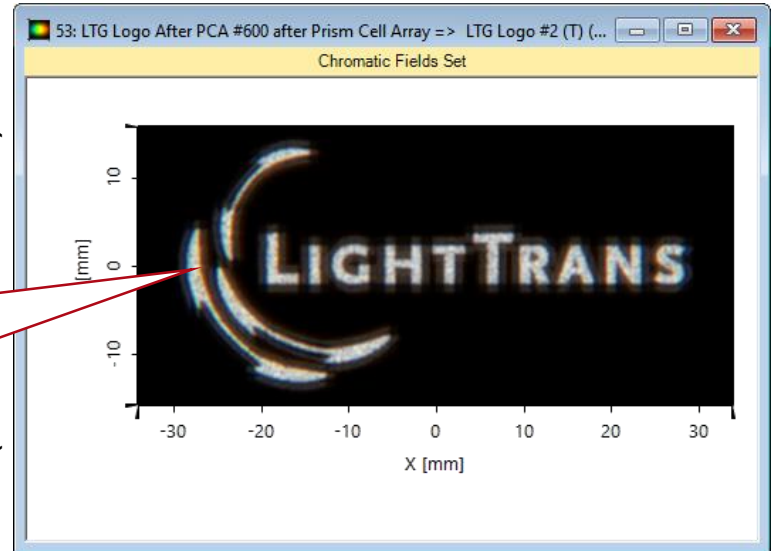 53: LTG Logo After PCA #600 after Prism Cell Array => LTG Logo #2 (T) (...
Chromatic Fields Set
10
[mm]
0
LIGHTTRANS
-10
-30 -20 -10 0 10 20 30
X [mm]